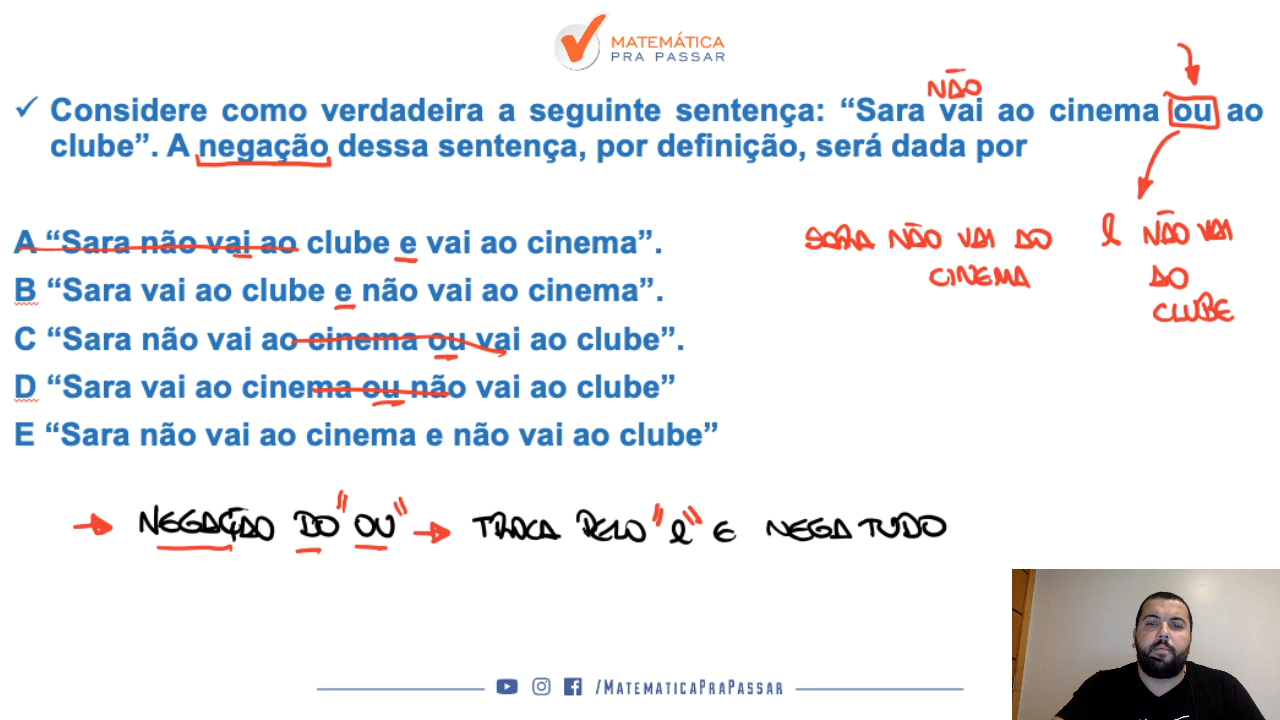 MATEMÁTICA
PRA PASSAR
NÃO
✓ Considere como verdadeira a seguinte sentença: “Sara vai ao cinema ou ao
clube”. A negação dessa sentença, por definição, será dada por
A “Sara não vai ao clube e vai ao cinema”.
B “Sara vai ao clube e não vai ao cinema”.
C “Sara não vai ao cinema ou vai ao clube”.
D “Sara vai ao cinema ou não vai ao clube”
E “Sara não vai ao cinema e não vai ao clube”
SARA NÃO VAI AO e NÃO VAI
CINEMA AO
CLUBE
→ NEGAÇÃO DO "OU" → TROCA PELO "e" E NEGA TUDO
/MATEMATICAPRAPASSAR